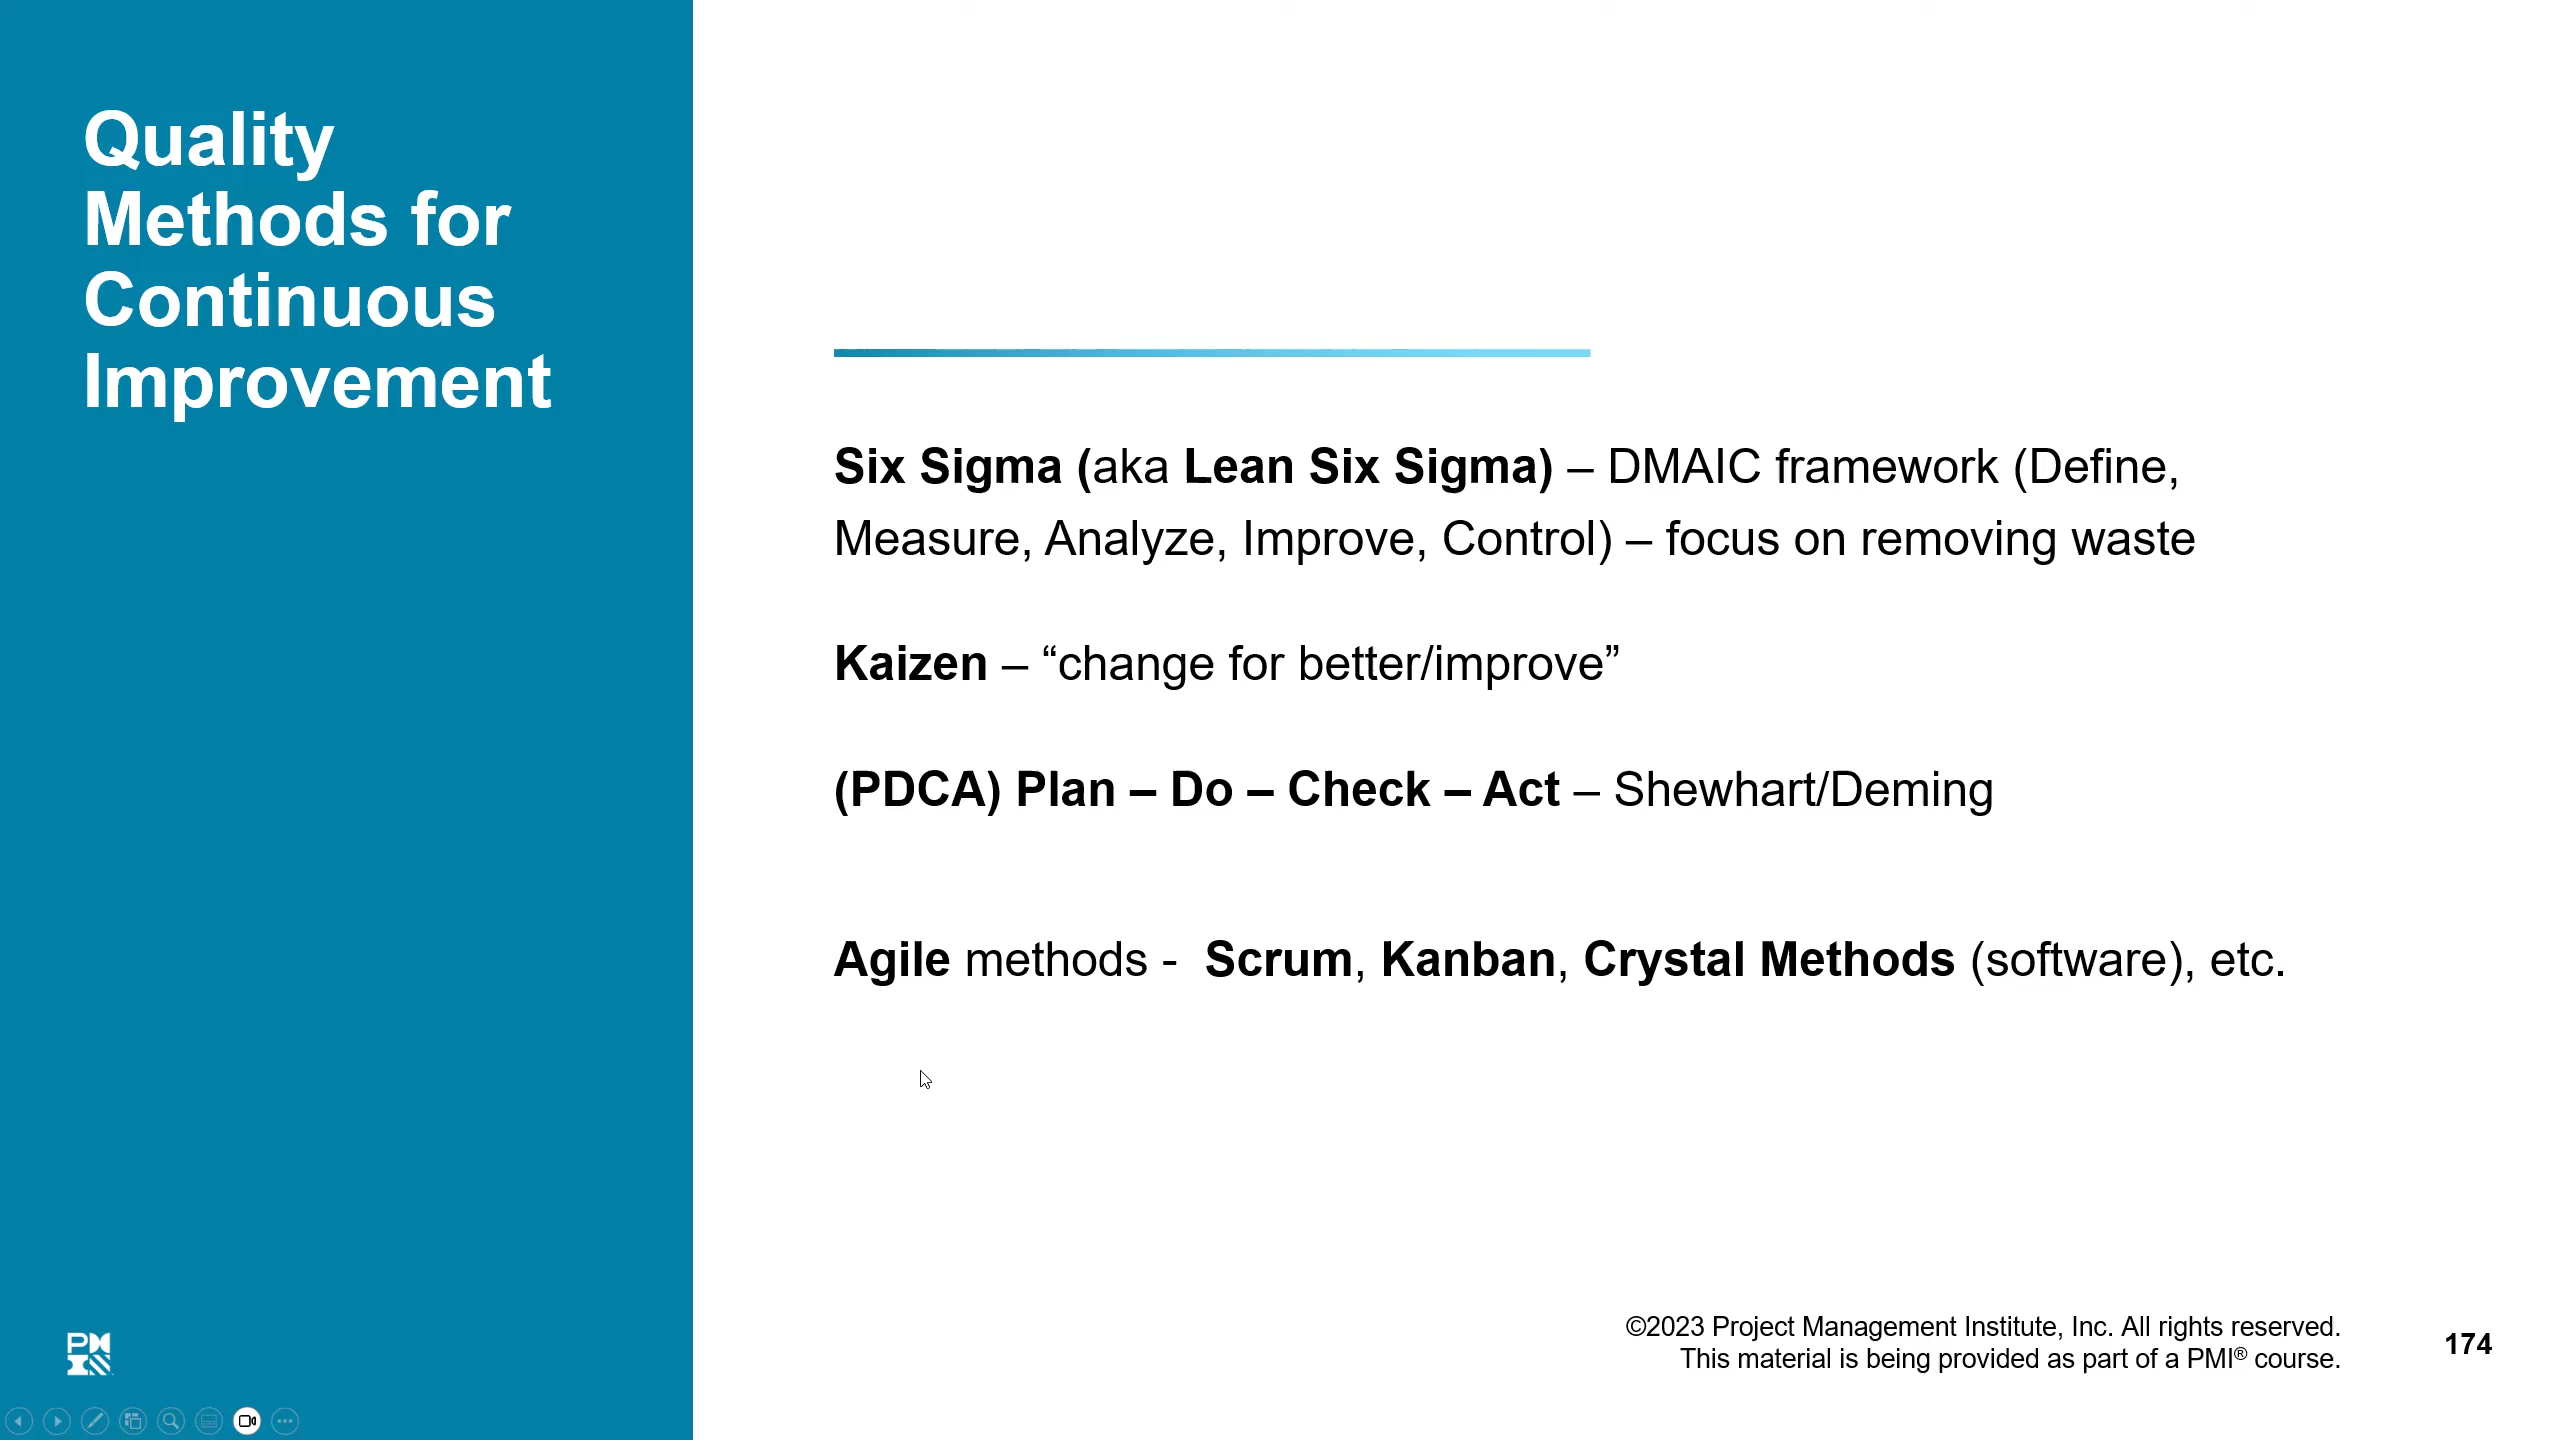 Quality
Methods for
Continuous
Improvement
Six Sigma (aka Lean Six Sigma) – DMAIC framework (Define,
Measure, Analyze, Improve, Control) – focus on removing waste
Kaizen – “change for better/improve”
(PDCA) Plan – Do – Check – Act – Shewhart/Deming
Agile methods -  Scrum, Kanban, Crystal Methods (software), etc.
©2023 Project Management Institute, Inc. All rights reserved.
This material is being provided as part of a PMI® course.
174